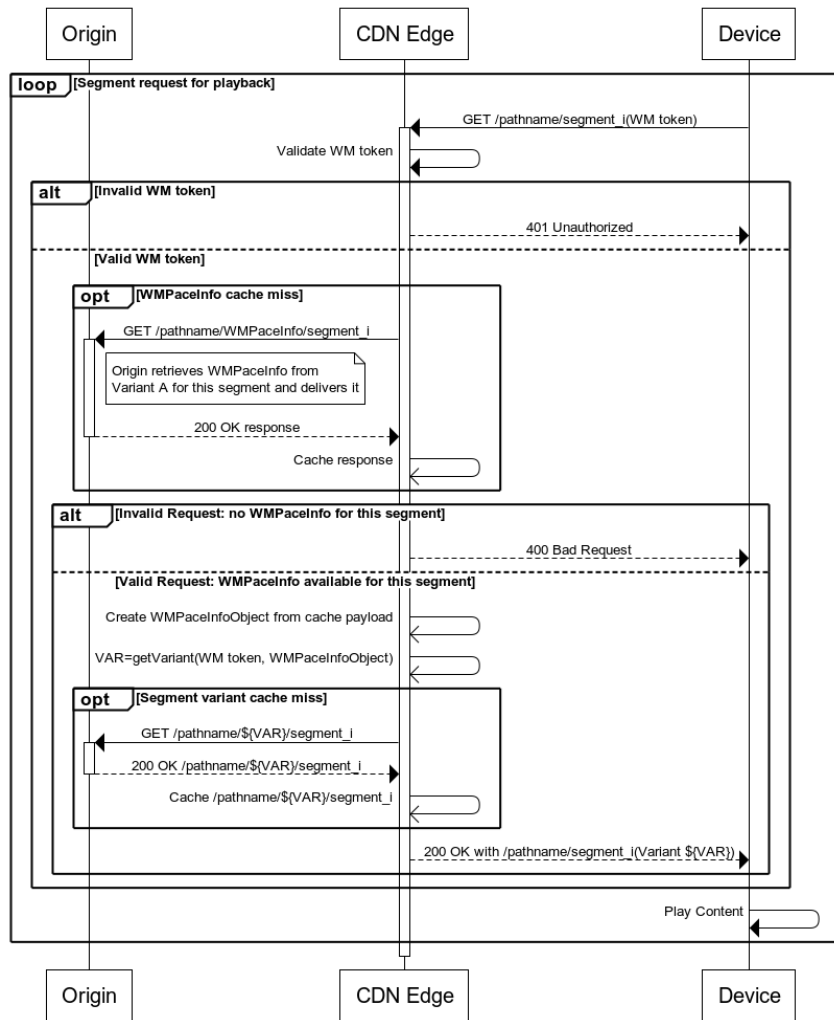 Origin
CDN Edge
Device
loop
[Segment request for playback]
GET /pathname/segment_i(WM token)
Validate WM token
alt
[Invalid WM token]
401 Unauthorized
[Valid WM token]
opt
[WMPaceInfo cache miss]
GET /pathname/WMPaceInfo/segment_i
Origin retrieves WMPaceInfo from
Variant A for this segment and delivers it
200 OK response
Cache response
alt
[Invalid Request: no WMPaceInfo for this segment]
400 Bad Request
[Valid Request: WMPaceInfo available for this segment]
Create WMPaceInfoObject from cache payload
VAR=getVariant(WM token, WMPaceInfoObject)
opt
[Segment variant cache miss]
GET /pathname/${VAR}/segment_i
200 OK /pathname/${VAR}/segment_i
Cache /pathname/${VAR}/segment_i
200 OK with /pathname/segment_i(Variant ${VAR})
Play Content
Origin
CDN Edge
Device